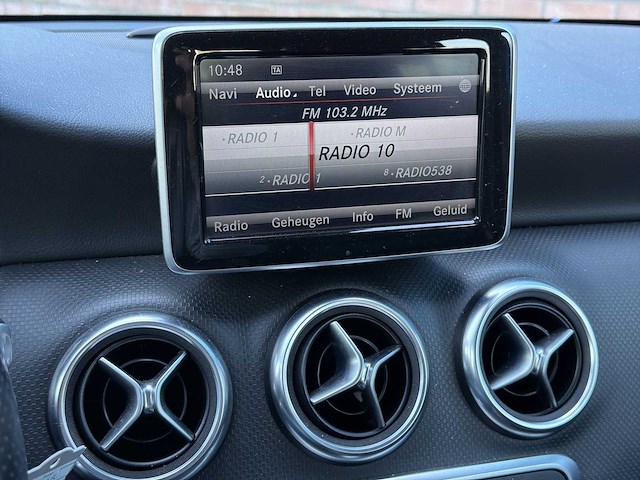 10:48 TA
Navi Audio Tel Video Systeem
FM 103.2 MHz
•RADIO 1 •RADIO M
RADIO 10
2•RADIO 1 8•RADIO538
Radio Geheugen Info FM Geluid